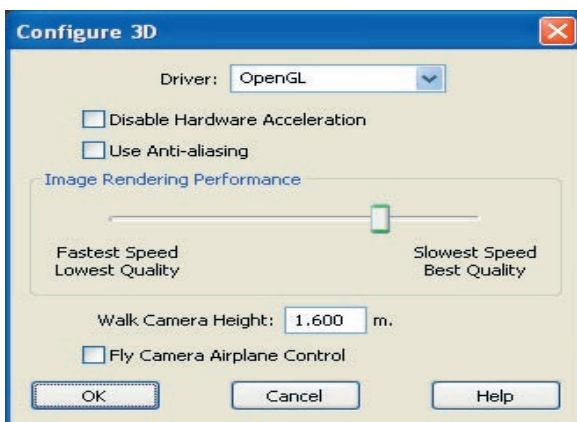 Configure 3D
Driver: OpenGL
Disable Hardware Acceleration
Use Anti-aliasing
Image Rendering Performance
Fastest Speed Slowest Speed
Lowest Quality Best Quality
Walk Camera Height: 1.600 m.
Fly Camera Airplane Control
OK Cancel Help